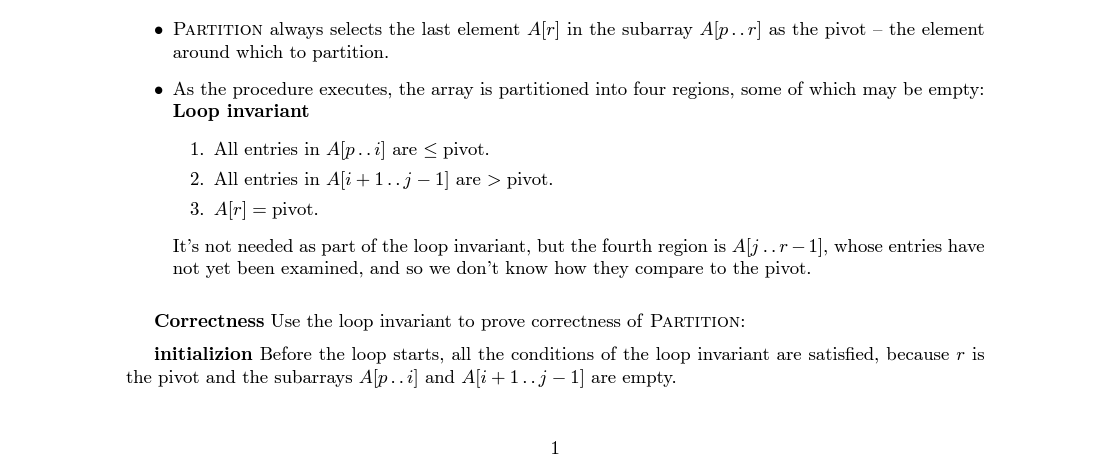 • PARTITION always selects the last element A[r] in the subarray A[p . . r] as the pivot – the element
around which to partition.
• As the procedure executes, the array is partitioned into four regions, some of which may be empty:
Loop invariant
1. All entries in A[p . . i] are ≤ pivot.
2. All entries in A[i + 1 . . j − 1] are > pivot.
3. A[r] = pivot.
It's not needed as part of the loop invariant, but the fourth region is A[j . . r − 1], whose entries have
not yet been examined, and so we don't know how they compare to the pivot.
Correctness Use the loop invariant to prove correctness of PARTITION:
initializion Before the loop starts, all the conditions of the loop invariant are satisfied, because r is
the pivot and the subarrays A[p . . i] and A[i + 1 . . j − 1] are empty.
1